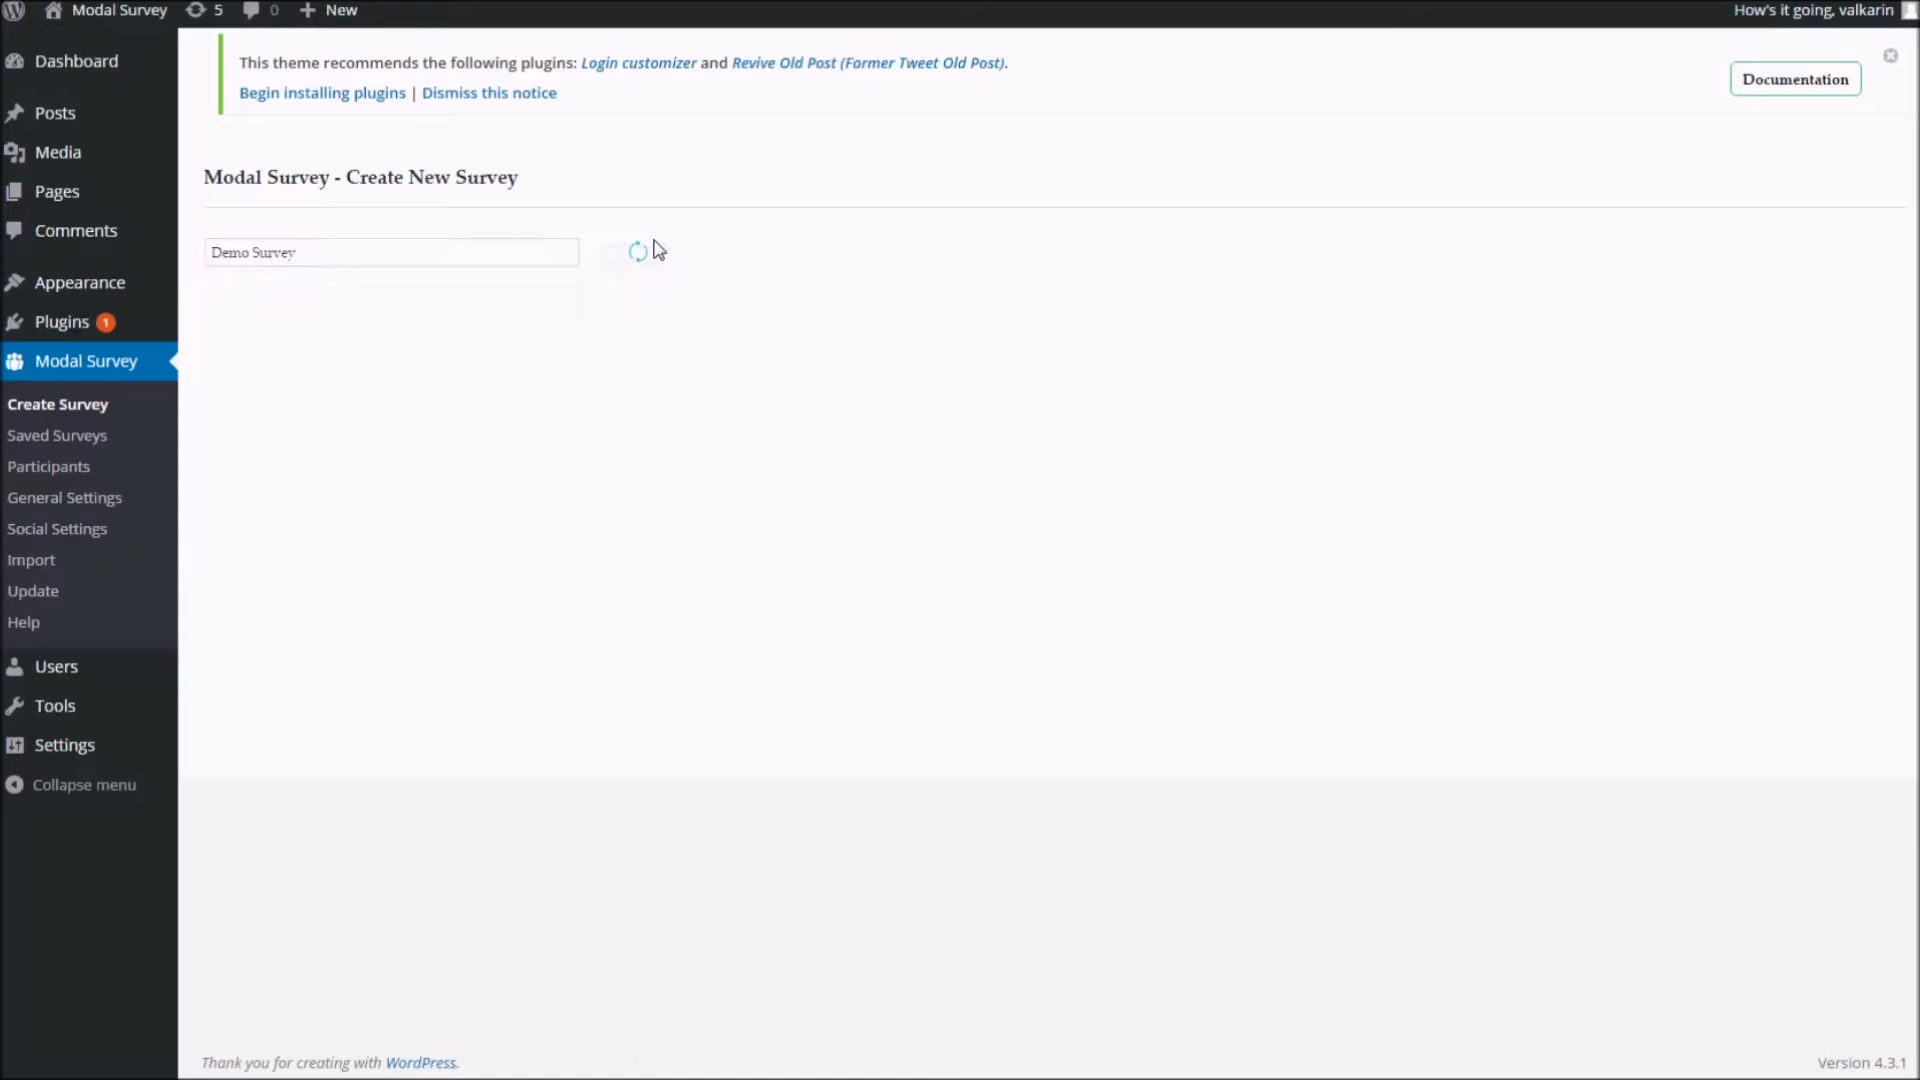 Modal Survey 5 0 New How's it going, valkarin
Dashboard
Posts
Media
Pages
Comments
Appearance
Plugins 1
Modal Survey
Create Survey
Saved Surveys
Participants
General Settings
Social Settings
Import
Update
Help
Users
Tools
Settings
Collapse menu
This theme recommends the following plugins: Login customizer and Revive Old Post (Former Tweet Old Post).
Begin installing plugins | Dismiss this notice
Documentation
Modal Survey - Create New Survey
Demo Survey
Thank you for creating with WordPress.
Version 4.3.1